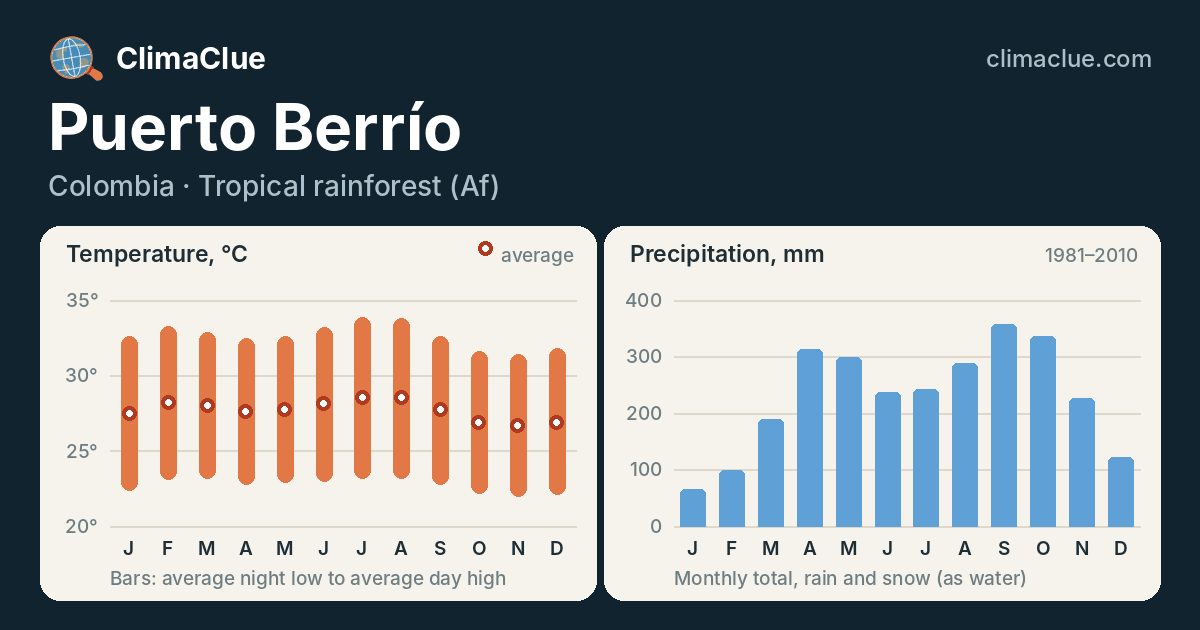 ClimaClue
climaclue.com
Puerto Berrío
Colombia · Tropical rainforest (Af)
Temperature, °C
average
35°
30°
25°
20°
J F M A M J J A S O N D
Bars: average night low to average day high
Precipitation, mm
1981–2010
400
300
200
100
0
J F M A M J J A S O N D
Monthly total, rain and snow (as water)